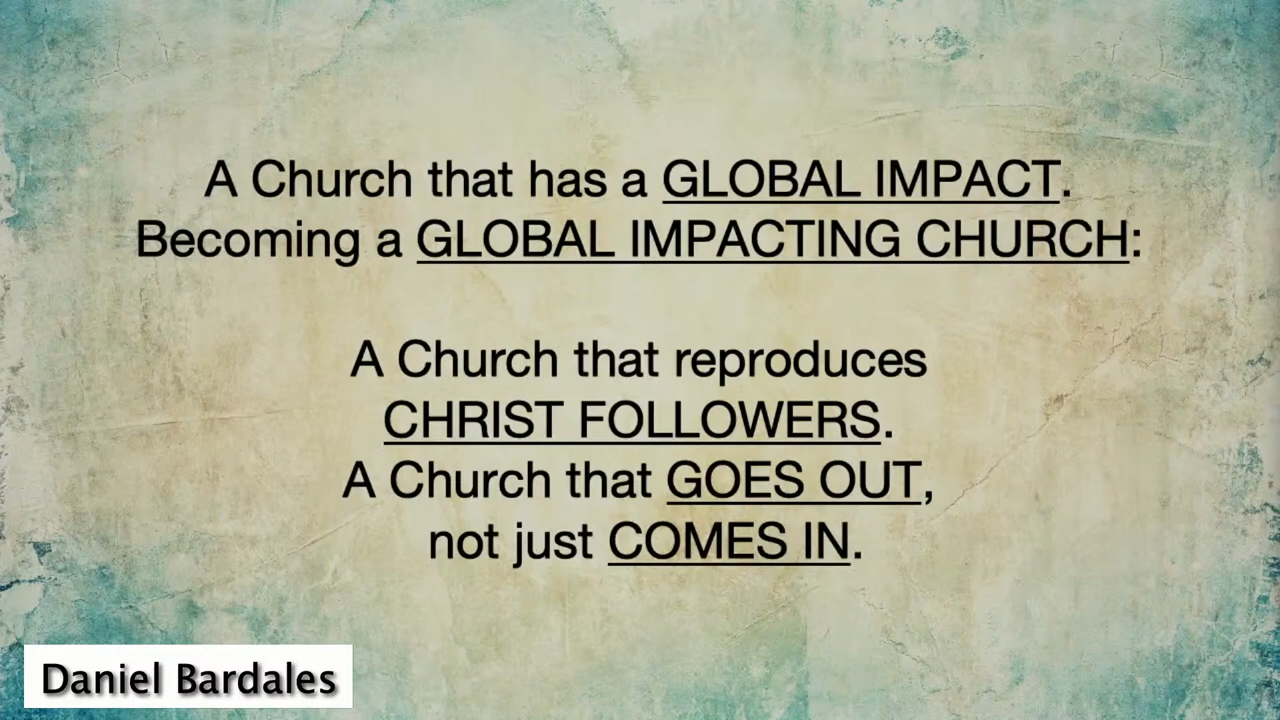 A Church that has a GLOBAL IMPACT.
Becoming a GLOBAL IMPACTING CHURCH:
A Church that reproduces
CHRIST FOLLOWERS.
A Church that GOES OUT,
not just COMES IN.
Daniel Bardales